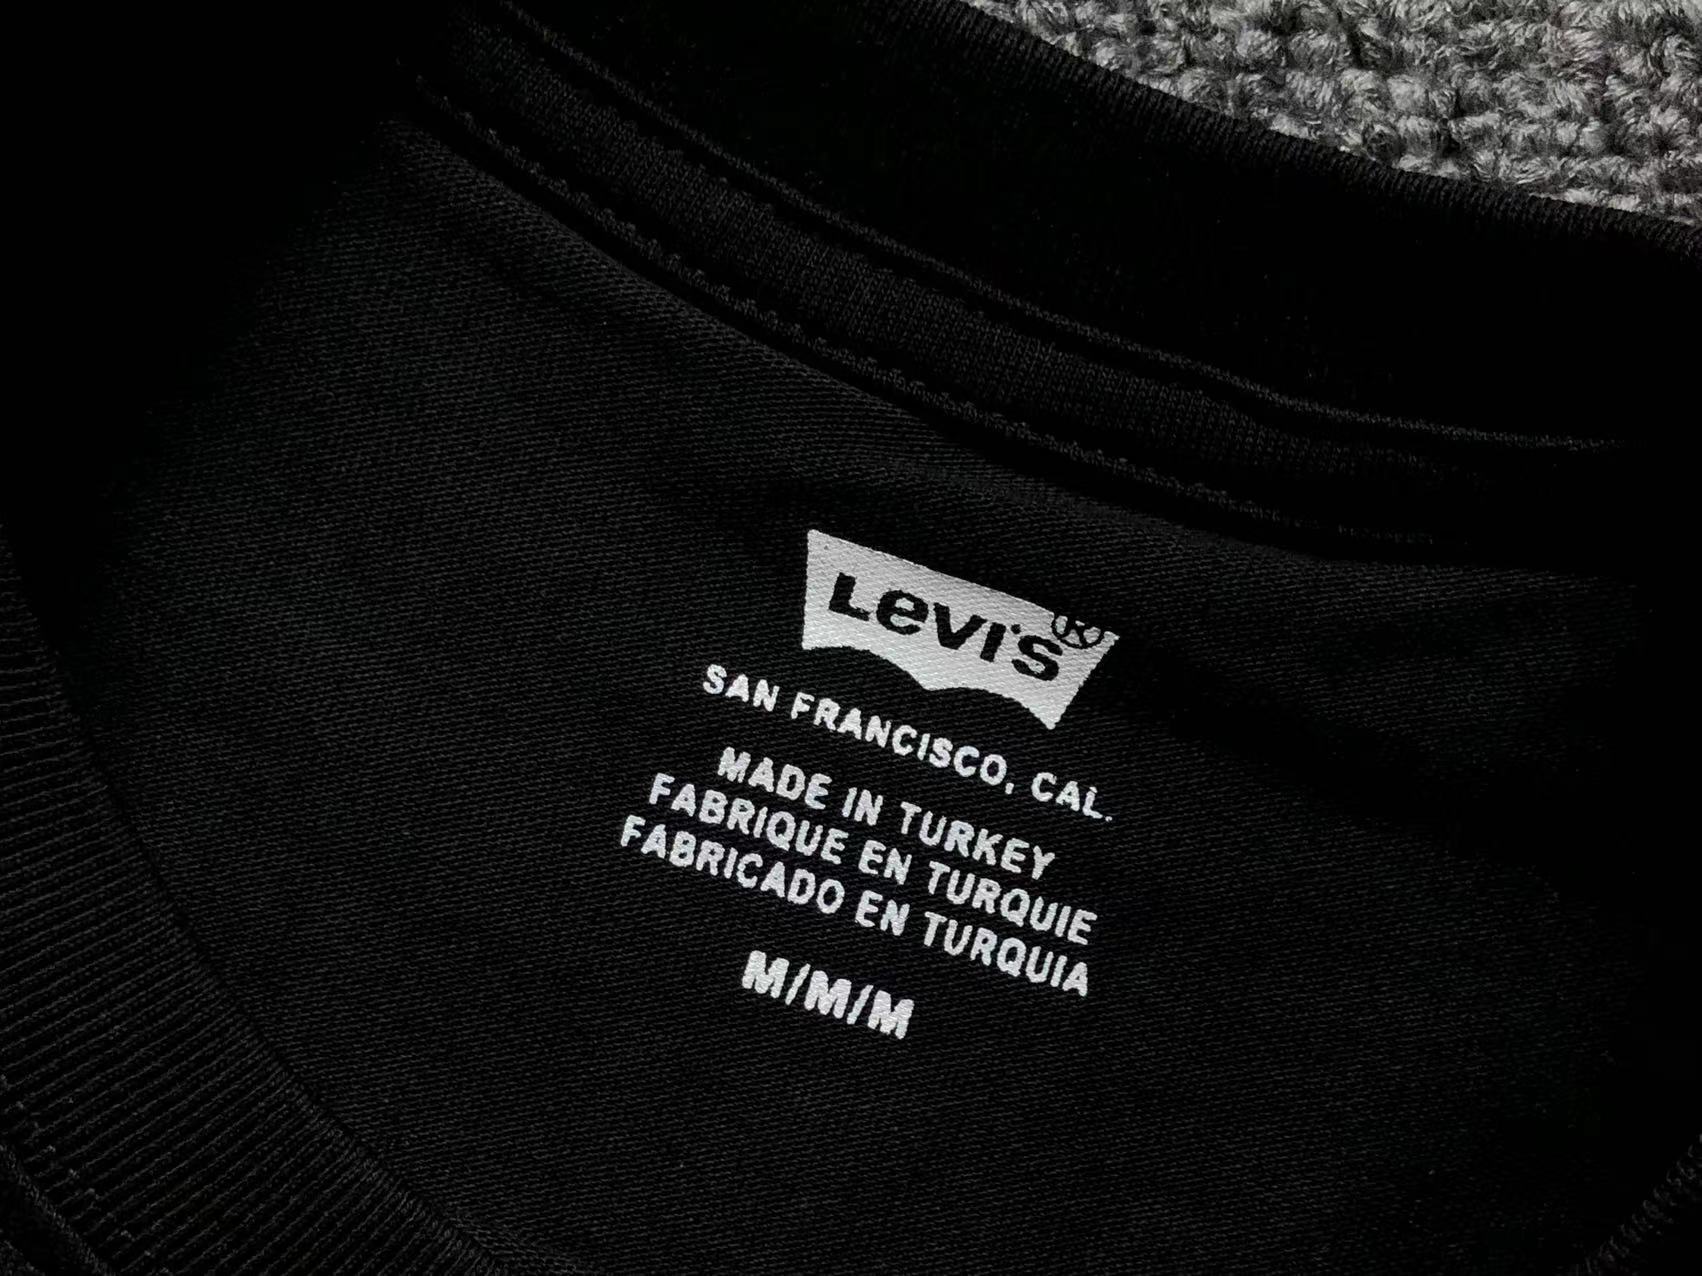 Levi's®
SAN FRANCISCO, CAL.
MADE IN TURKEY
FABRIQUE EN TURQUIE
FABRICADO EN TURQUIA
M/M/M